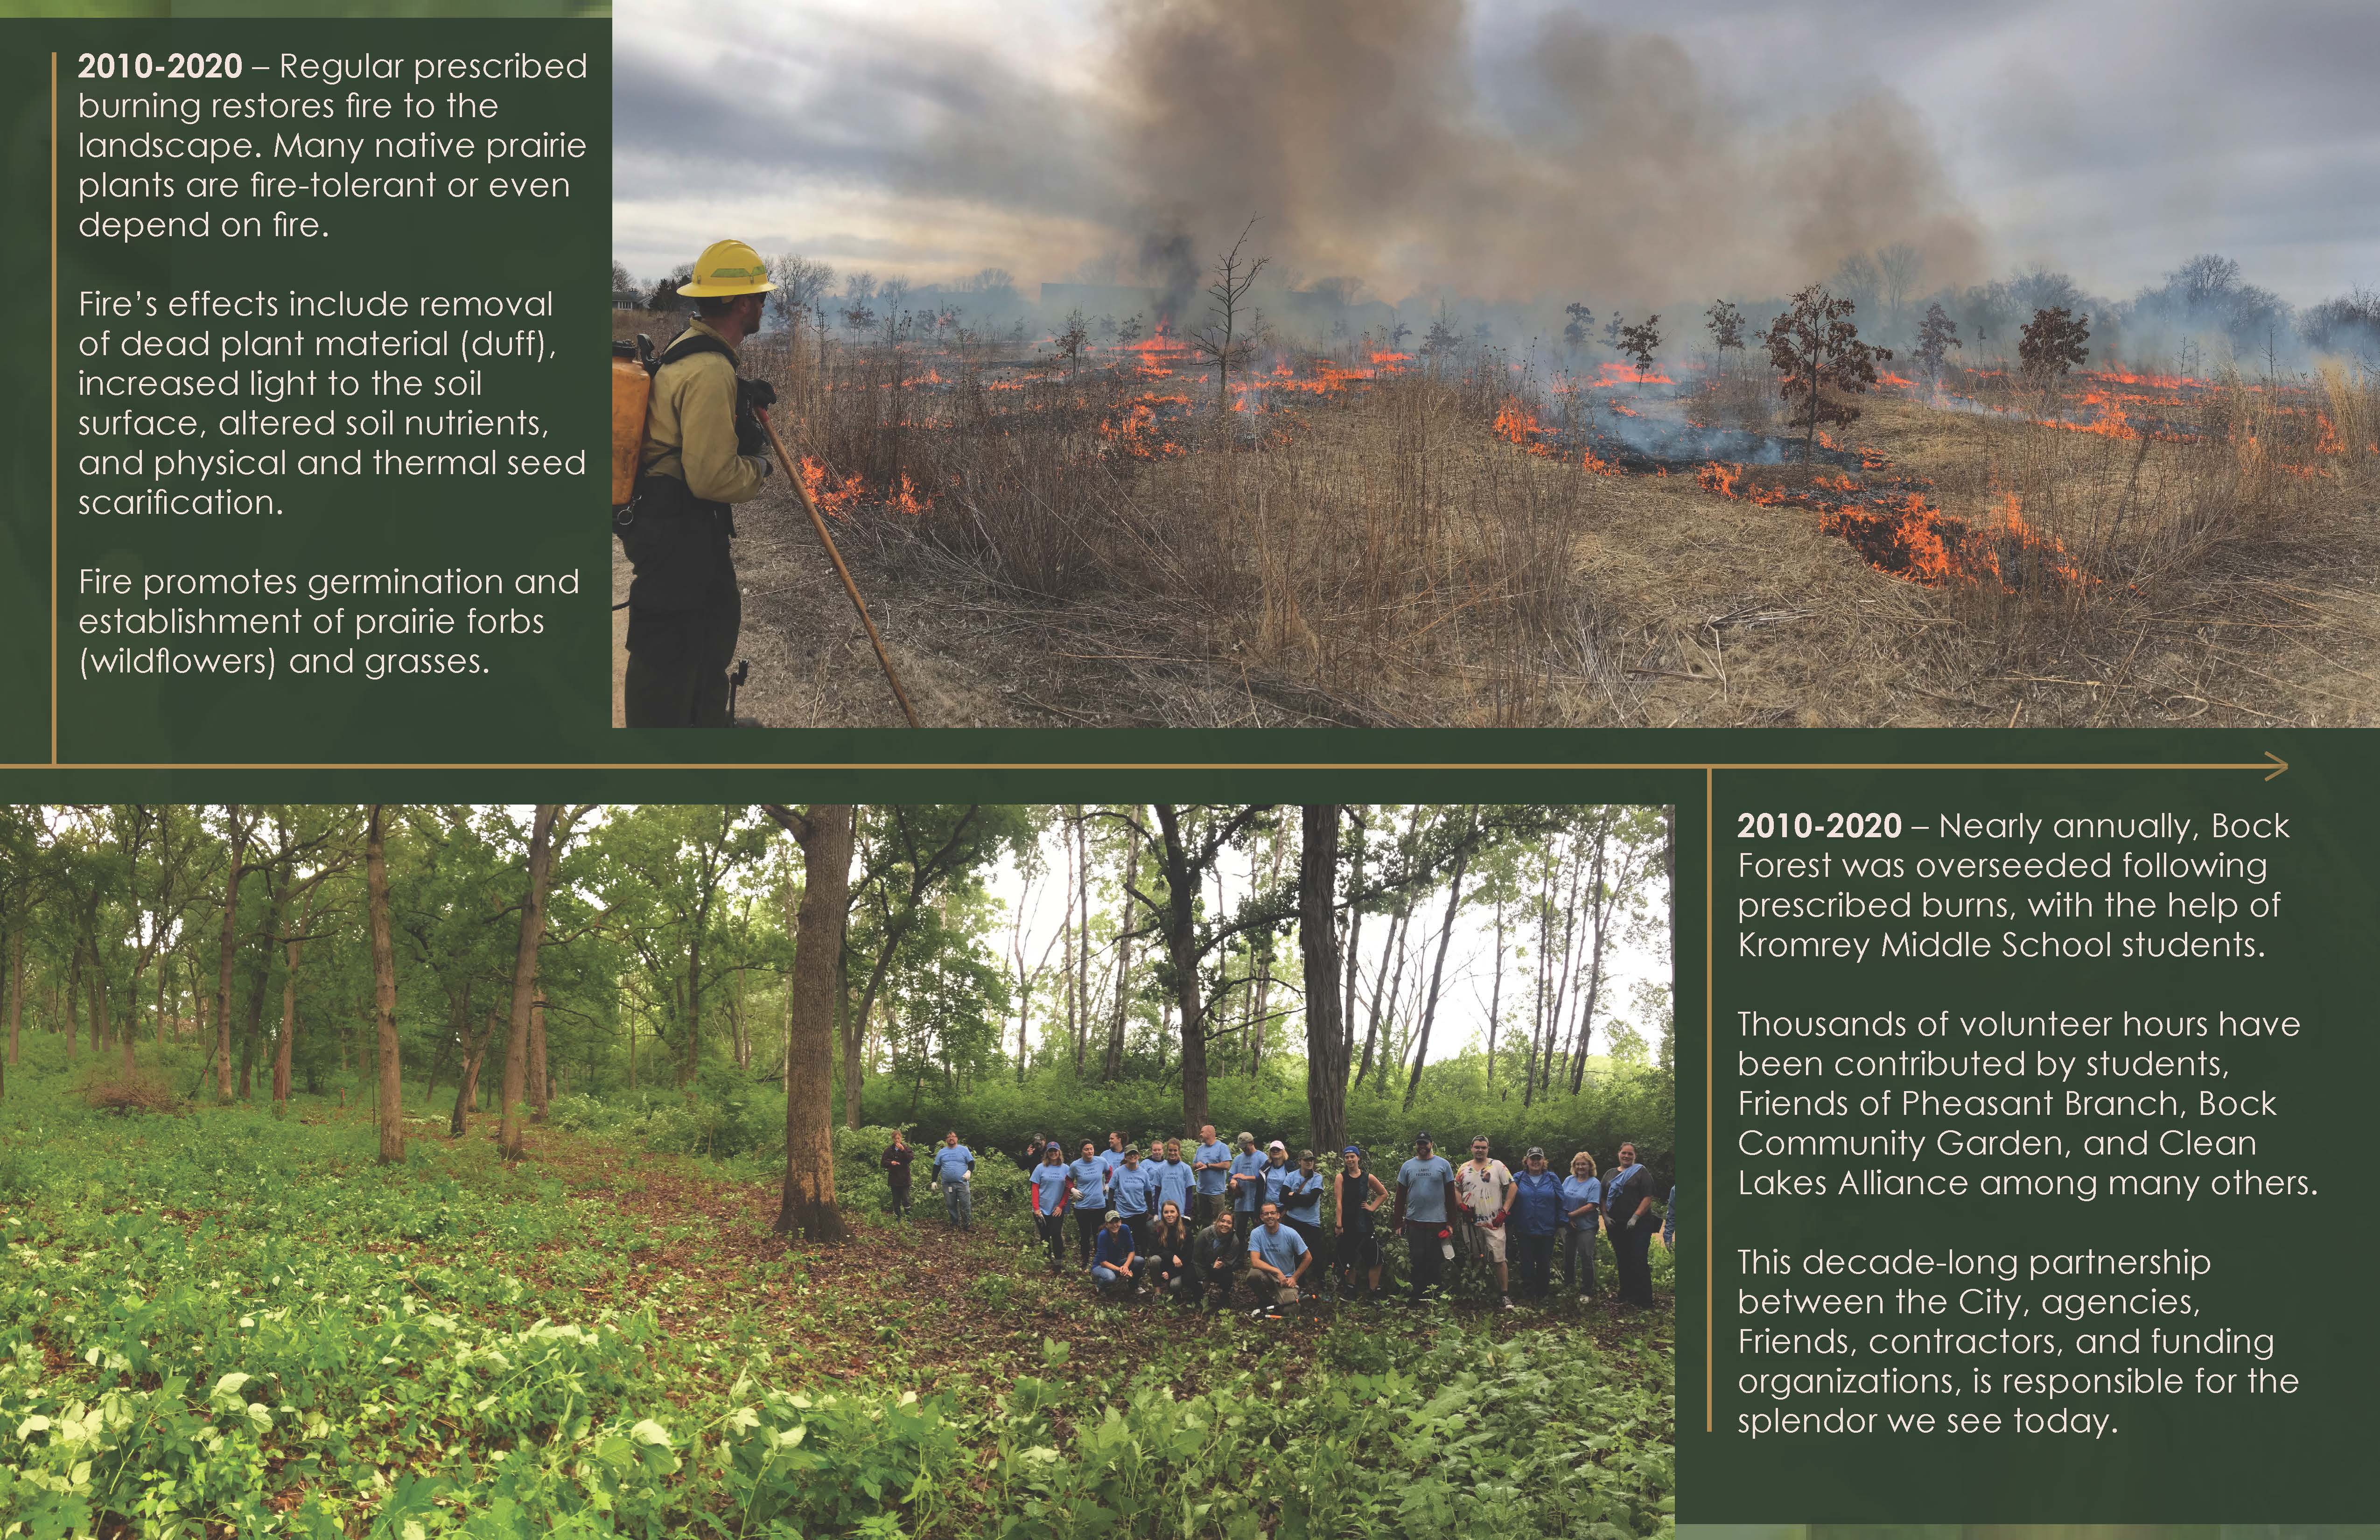 2010-2020 – Regular prescribed
burning restores fire to the
landscape. Many native prairie
plants are fire-tolerant or even
depend on fire.
Fire's effects include removal
of dead plant material (duff),
increased light to the soil
surface, altered soil nutrients,
and physical and thermal seed
scarification.
Fire promotes germination and
establishment of prairie forbs
(wildflowers) and grasses.
2010-2020 – Nearly annually, Bock
Forest was overseeded following
prescribed burns, with the help of
Kromrey Middle School students.
Thousands of volunteer hours have
been contributed by students,
Friends of Pheasant Branch, Bock
Community Garden, and Clean
Lakes Alliance among many others.
This decade-long partnership
between the City, agencies,
Friends, contractors, and funding
organizations, is responsible for the
splendor we see today.